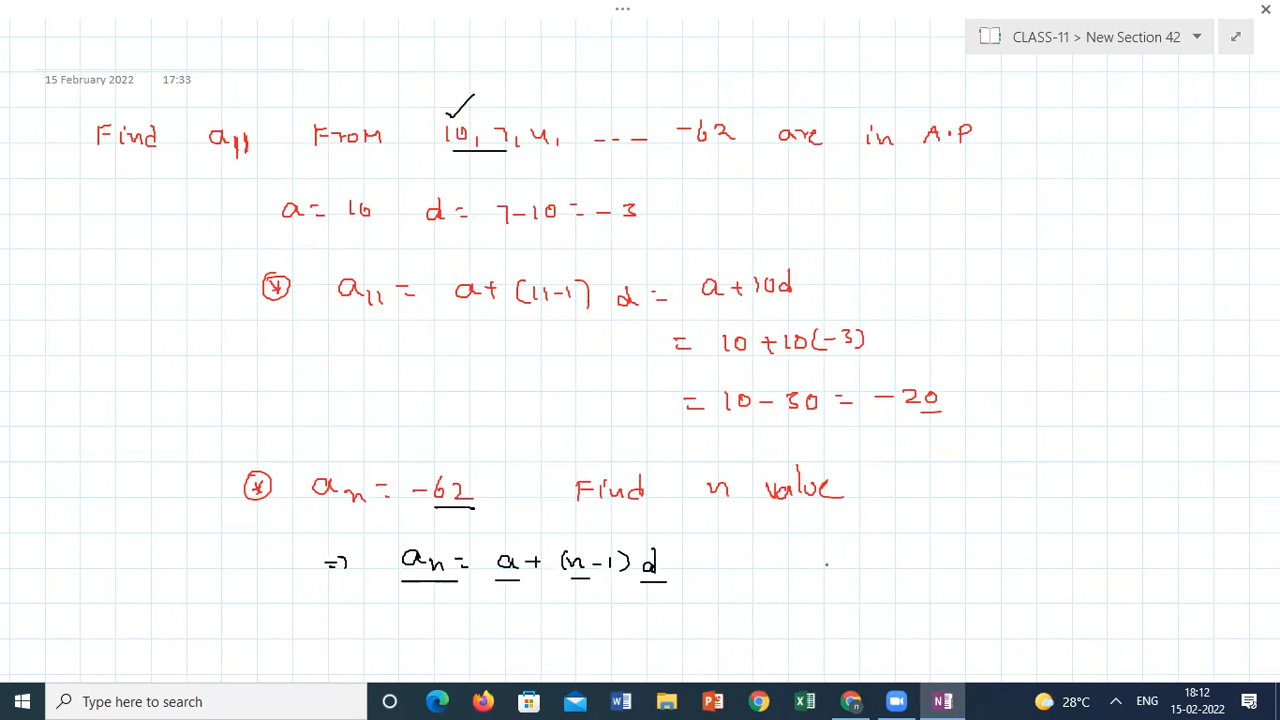 ...
CLASS-11 > New Section 42
15 February 2022 17:33
Find a11 From 10, 7, 4, --- -62 are in A.P
a = 10 d = 7-10 = -3
* a11 = a + (11-1) d = a + 10d
= 10 + 10(-3)
= 10 - 30 = -20
* an = -62 Find n value
⇒ an = a + (n-1) d
Type here to search
28°C ENG 18:12
15-02-2022